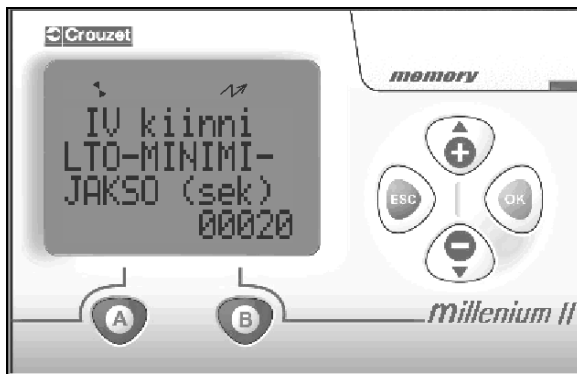 Crouzet
memory
IV kiinni
LTO-MINIMI-
JAKSO (sek)
00020
ESC
OK
A
B
millenium II